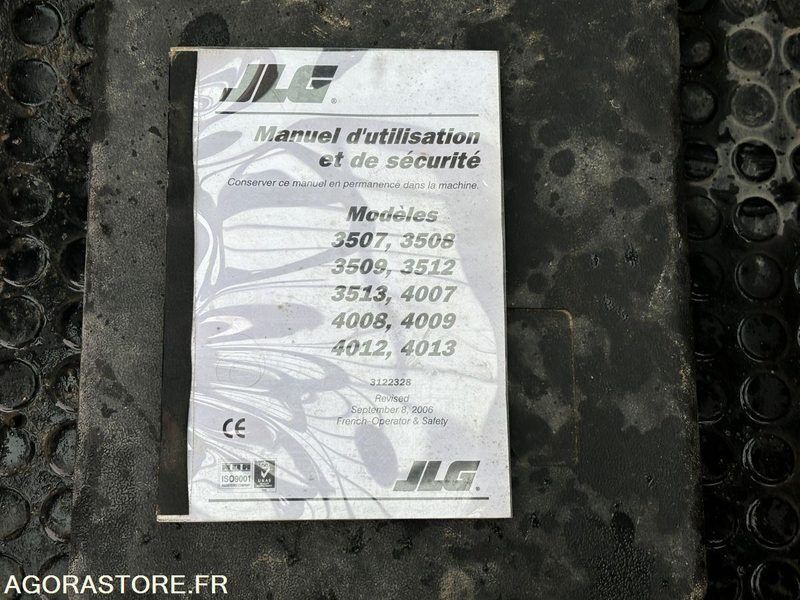 JLG®
Manuel d'utilisation
et de sécurité
Conserver ce manuel en permanence dans la machine.
Modèles
3507, 3508
3509, 3512
3513, 4007
4008, 4009
4012, 4013
3122328
Revised
September 8, 2006
French–Operator & Safety
CE
ISO9001
UKAS
JLG®
AGORASTORE.FR